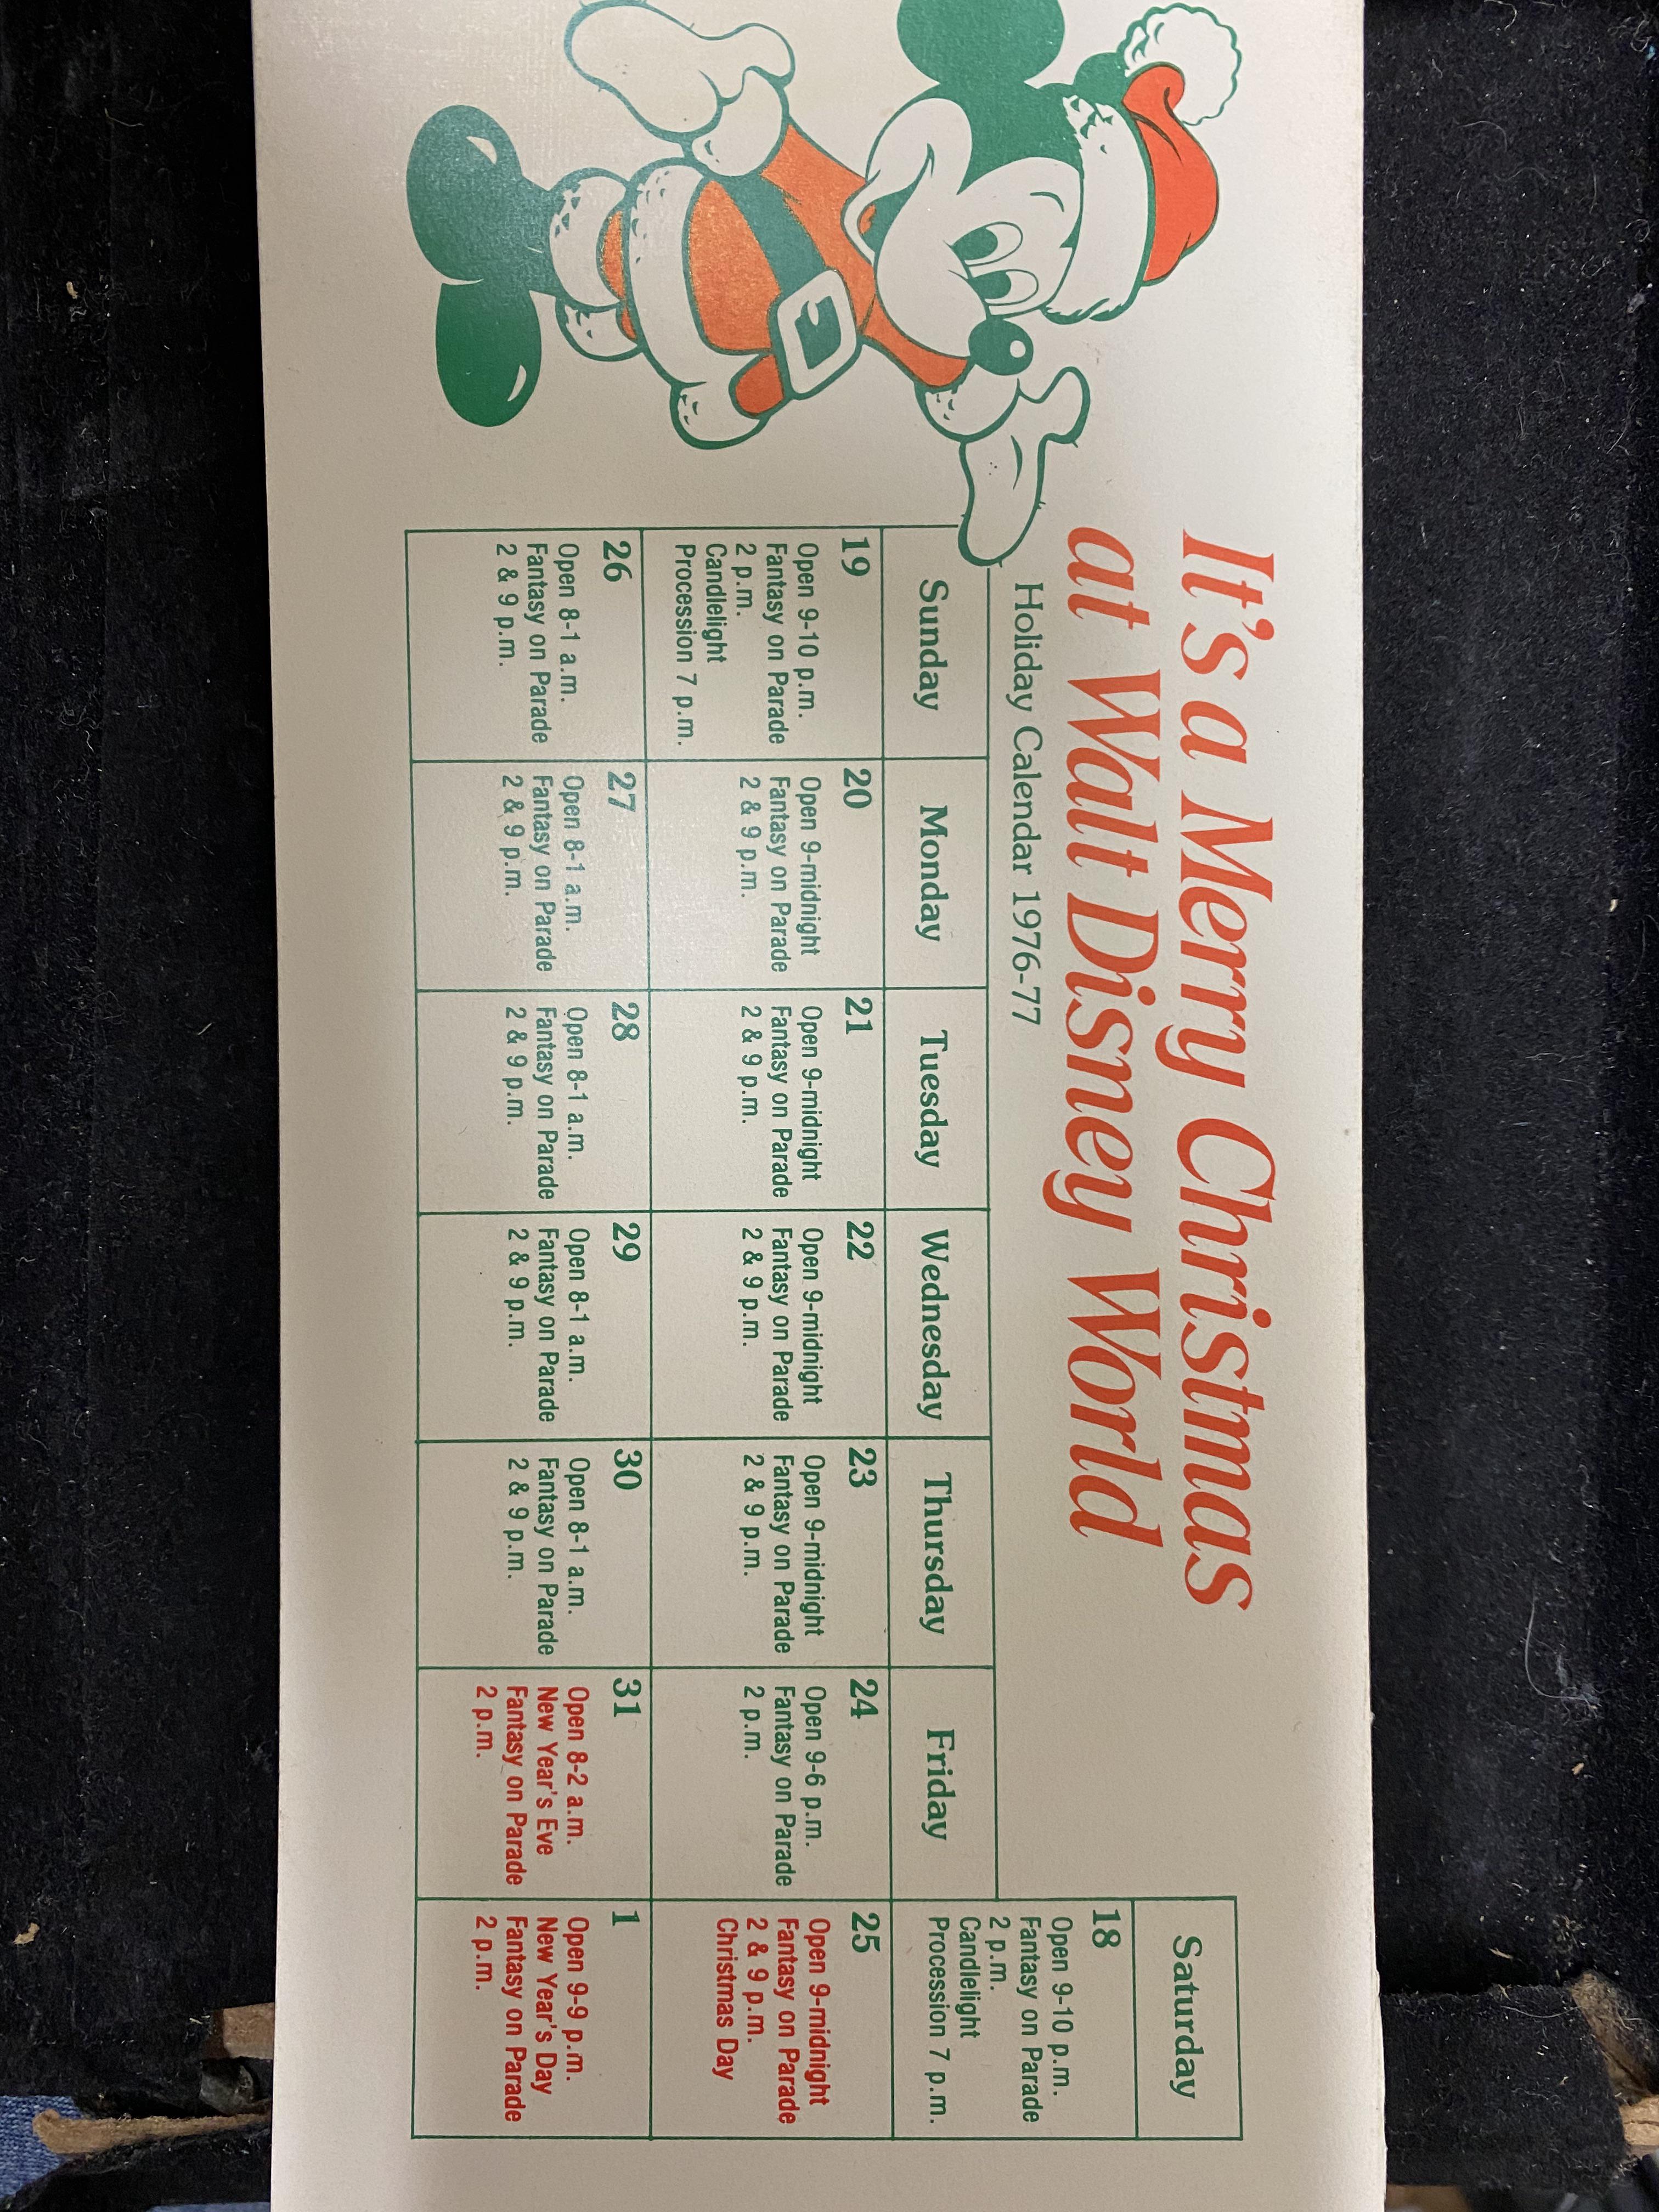 It's a Merry Christmas
at Walt Disney World
Holiday Calendar 1976-77
Saturday
18
Open 9-10 p.m.
Fantasy on Parade
2 p.m.
Candlelight
Procession 7 p.m.
Sunday
Monday
Tuesday
Wednesday
Thursday
Friday
19
Open 9-10 p.m.
Fantasy on Parade
2 p.m.
Candlelight
Procession 7 p.m.
20
Open 9-midnight
Fantasy on Parade
2 & 9 p.m.
21
Open 9-midnight
Fantasy on Parade
2 & 9 p.m.
22
Open 9-midnight
Fantasy on Parade
2 & 9 p.m.
23
Open 9-midnight
Fantasy on Parade
2 & 9 p.m.
24
Open 9-6 p.m.
Fantasy on Parade
2 p.m.
25
Open 9-midnight
Fantasy on Parade
2 & 9 p.m.
Christmas Day
26
Open 8-1 a.m.
Fantasy on Parade
2 & 9 p.m.
27
Open 8-1 a.m.
Fantasy on Parade
2 & 9 p.m.
28
Open 8-1 a.m.
Fantasy on Parade
2 & 9 p.m.
29
Open 8-1 a.m.
Fantasy on Parade
2 & 9 p.m.
30
Open 8-1 a.m.
Fantasy on Parade
2 & 9 p.m.
31
Open 8-2 a.m.
New Year's Eve
Fantasy on Parade
2 p.m.
1
Open 9-9 p.m.
New Year's Day
Fantasy on Parade
2 p.m.